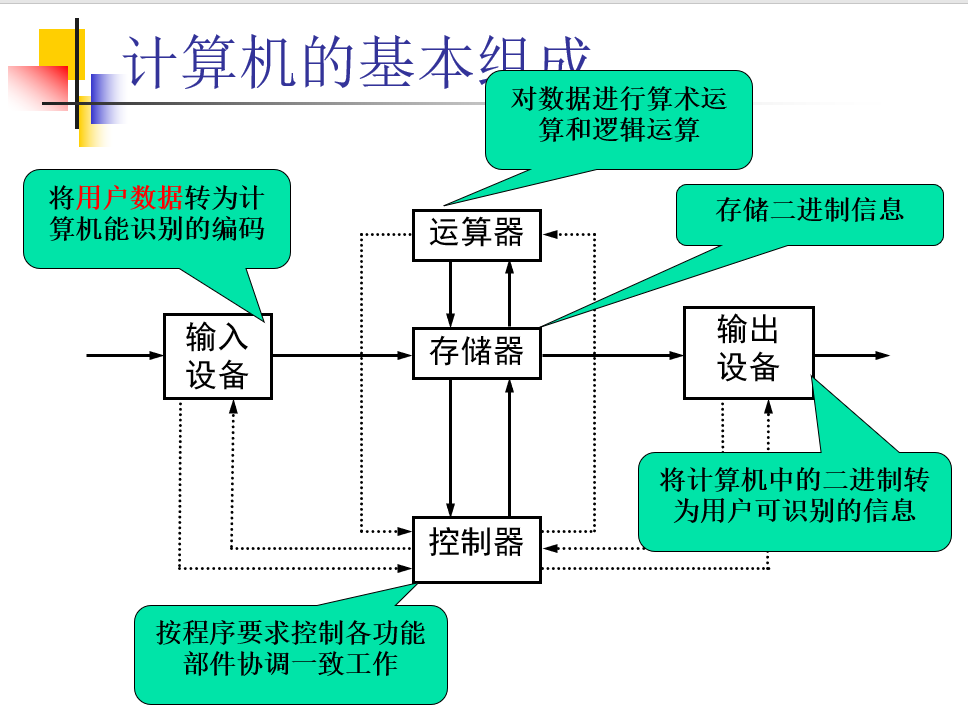 计算机的基本组成
对数据进行算术运
算和逻辑运算
将用户数据转为计
算机能识别的编码
存储二进制信息
运算器
输入
设备
存储器
输出
设备
将计算机中的二进制转
为用户可识别的信息
控制器
按程序要求控制各功能
部件协调一致工作